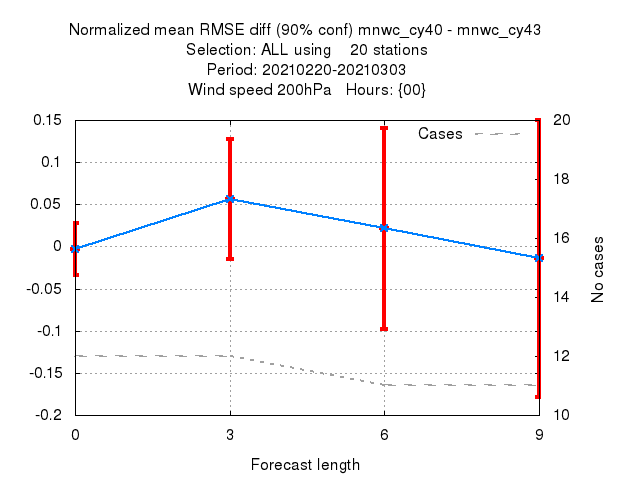 Normalized mean RMSE diff (90% conf) mnwc_cy40 - mnwc_cy43
Selection: ALL using    20 stations
Period: 20210220-20210303
Wind speed 200hPa   Hours: {00}
Cases
0.15
0.1
0.05
0
-0.05
-0.1
-0.15
-0.2
20
18
16
14
12
10
No cases
0 3 6 9
Forecast length